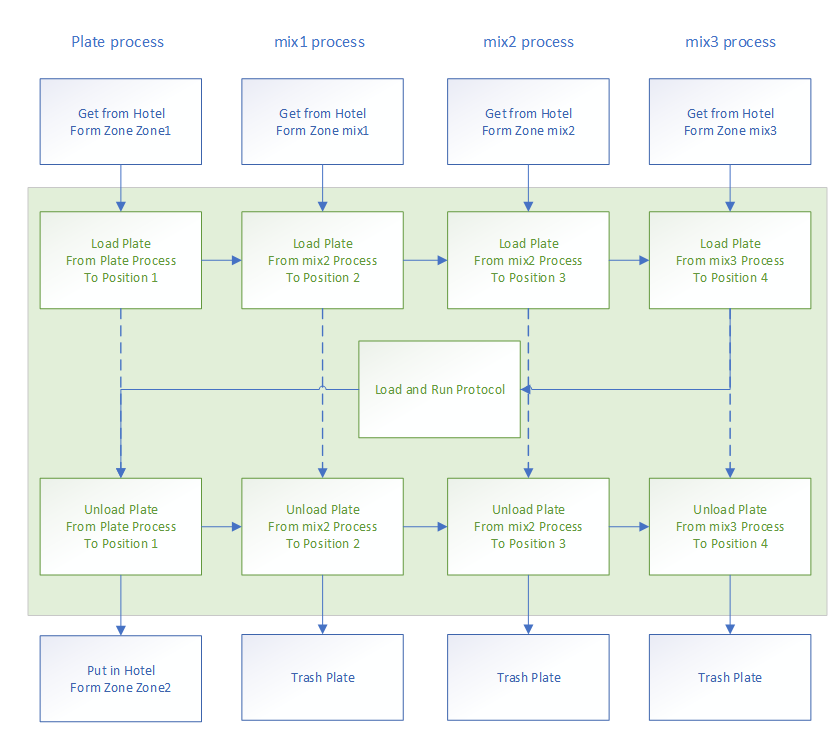 Plate process
mix1 process
mix2 process
mix3 process
Get from Hotel
Form Zone Zone1
Get from Hotel
Form Zone mix1
Get from Hotel
Form Zone mix2
Get from Hotel
Form Zone mix3
Load Plate
From Plate Process
To Position 1
Load Plate
From mix2 Process
To Position 2
Load Plate
From mix2 Process
To Position 3
Load Plate
From mix3 Process
To Position 4
Load and Run Protocol
Unload Plate
From Plate Process
To Position 1
Unload Plate
From mix2 Process
To Position 2
Unload Plate
From mix2 Process
To Position 3
Unload Plate
From mix3 Process
To Position 4
Put in Hotel
Form Zone Zone2
Trash Plate
Trash Plate
Trash Plate